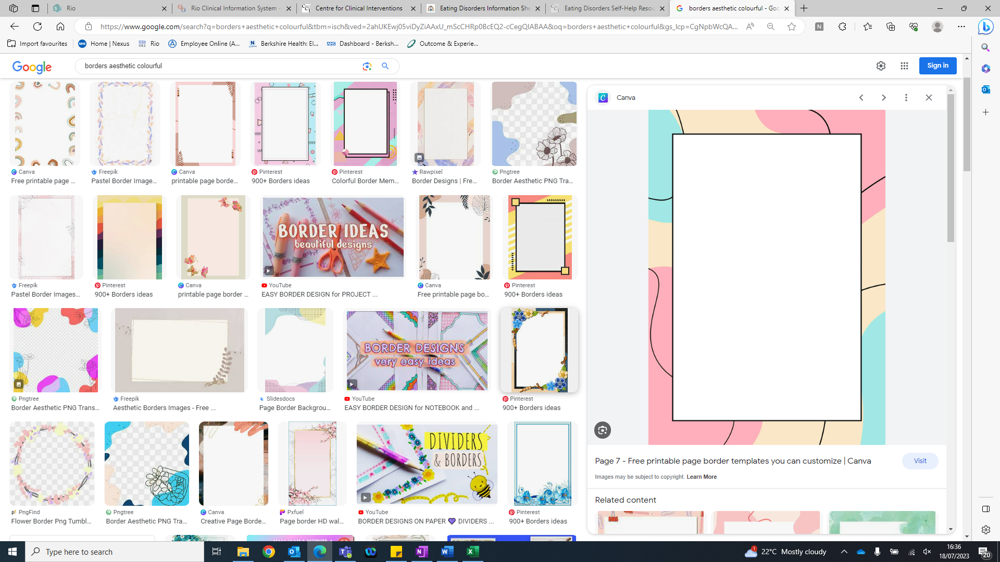 Rio
Rio Clinical Information System -
Centre for Clinical Interventions
Eating Disorders Information She
Eating Disorders Self-Help Resou
borders aesthetic colourful - Goo
https://www.google.com/search?q=borders+aesthetic+colourful&tbm=isch&ved=2ahUKEwj05viDyZiAAxU_mScCHRp0BcEQ2-cCegQIABAA&oq=borders+aesthetic+colourful&gs_lcp=CgNpbWcQA...
Import favourites
Home | Nexus
Rio
Employee Online (A...
Berkshire Health: El...
Dashboard - Berksh...
Outcome & Experie...
Google
borders aesthetic colourful
Sign in
Canva
Freepik
Canva
Pinterest
Pinterest
Rawpixel
Pngtree
Free printable page ...
Pastel Border Image...
printable page borde...
900+ Borders ideas
Colorful Border Mem...
Border Designs | Fre...
Border Aesthetic PNG Tra...
BORDER IDEAS
beautiful designs
Freepik
Pinterest
Canva
YouTube
Canva
Pinterest
Pastel Border Images...
900+ Borders ideas
printable page border ...
EASY BORDER DESIGN for PROJECT ...
Free printable page bo...
900+ Borders ideas
BORDER DESIGNS
very easy ideas
Pngtree
Freepik
Slidesdocs
YouTube
Pinterest
Border Aesthetic PNG Trans...
Aesthetic Borders Images - Free ...
Page Border Backgrou...
EASY BORDER DESIGN for NOTEBOOK and ...
900+ Borders ideas
DIVIDERS
& BORDERS
PngFind
Pngtree
Canva
Pxfuel
YouTube
Pinterest
Flower Border Png Tumbl...
Border Aesthetic PNG Tra...
Creative Page Borde...
Page border HD wal...
BORDER DESIGNS ON PAPER 💜 DIVIDERS ...
900+ Borders ideas
Canva
Page 7 - Free printable page border templates you can customize | Canva
Visit
Images may be subject to copyright. Learn More
Related content
Type here to search
22°C Mostly cloudy
16:36
18/07/2023
20